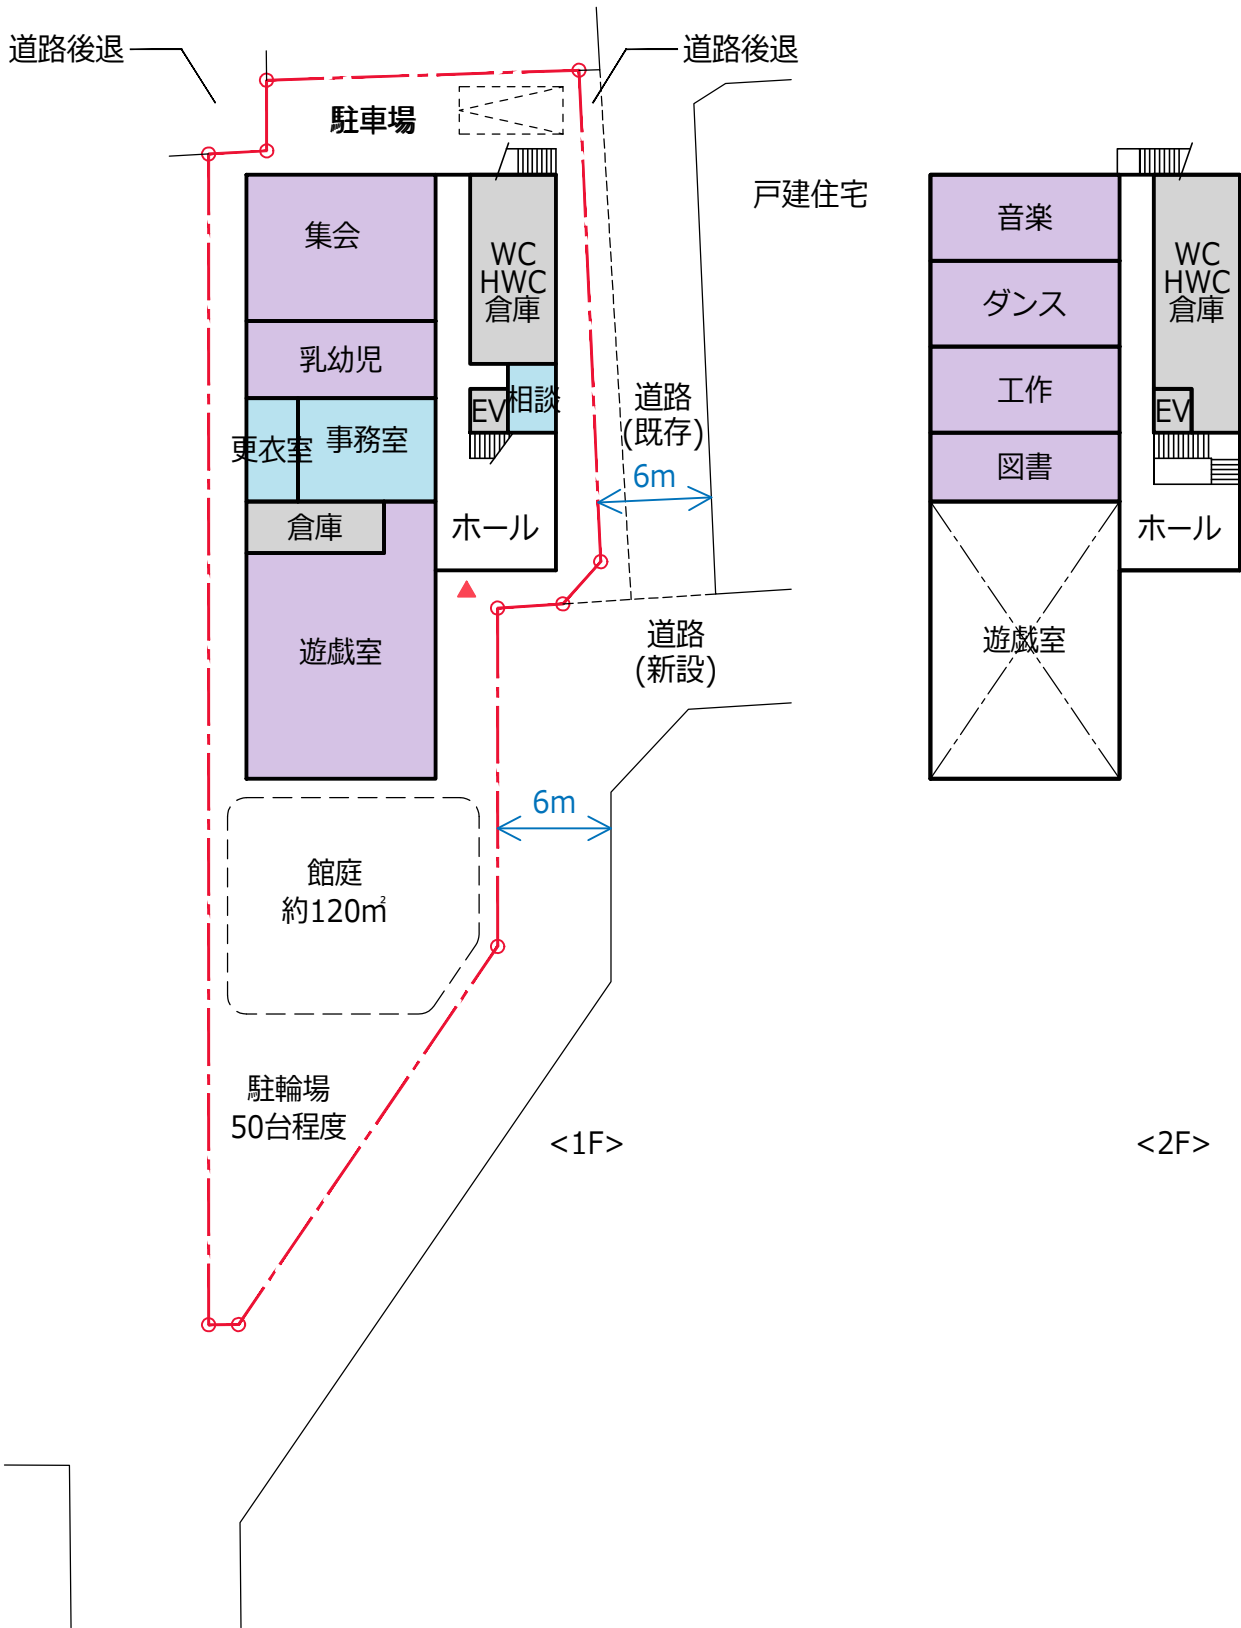 道路後退
道路後退
駐車場
戸建住宅
集会
WC
HWC
倉庫
乳幼児
EV
相談
更衣室
事務室
道路
(既存)
6m
倉庫
ホール
遊戯室
道路
(新設)
6m
館庭
約120㎡
駐輪場
50台程度
<1F>
音楽
WC
HWC
倉庫
ダンス
工作
EV
図書
ホール
遊戯室
<2F>